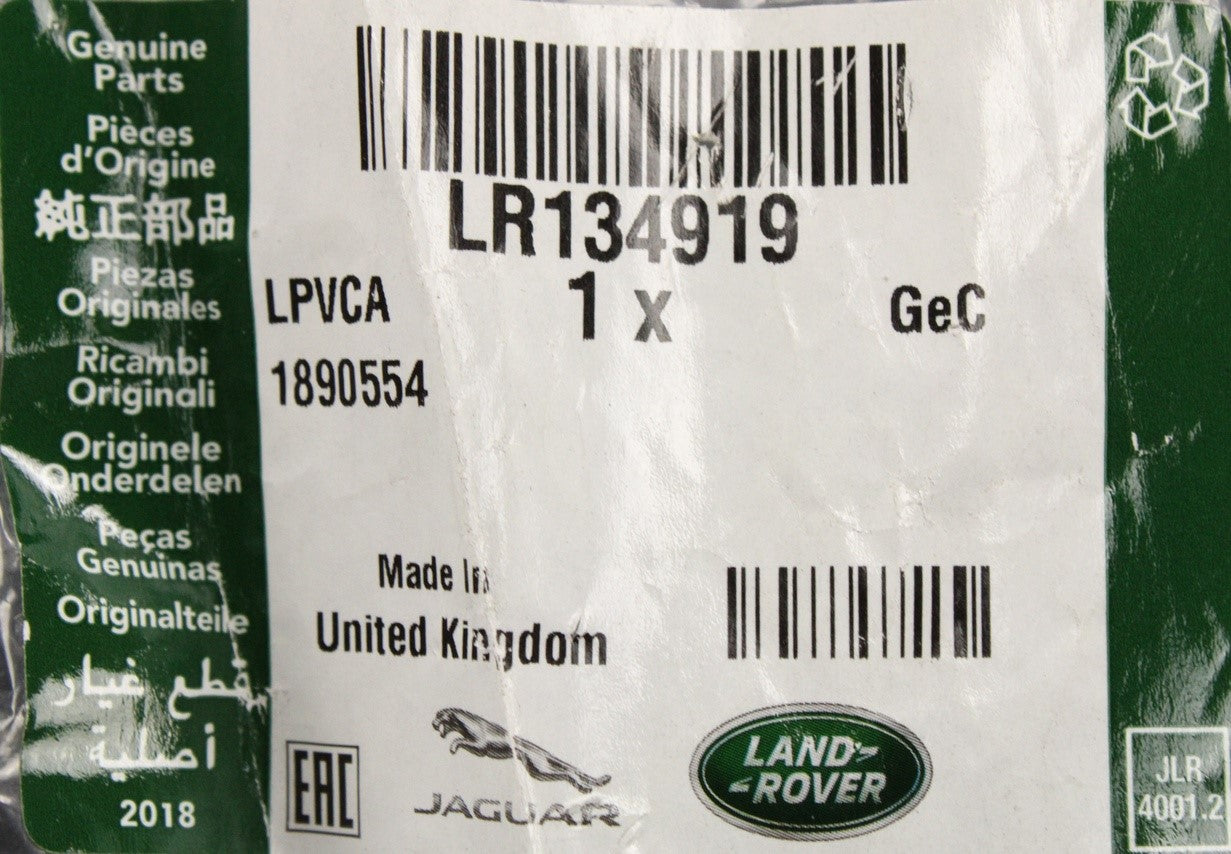 Genuine
Parts
Pièces
d'Origine
純正部品
Piezas
Originales
Ricambi
Originali
Originele
Onderdelen
Peças
Genuinas
Originalteile
قطع غيار
أصلية
2018
LR134919
LPVCA
1 x
GeC
1890554
Made In
United Kingdom
EAC
JAGUAR
LAND
ROVER
JLR
4001.2